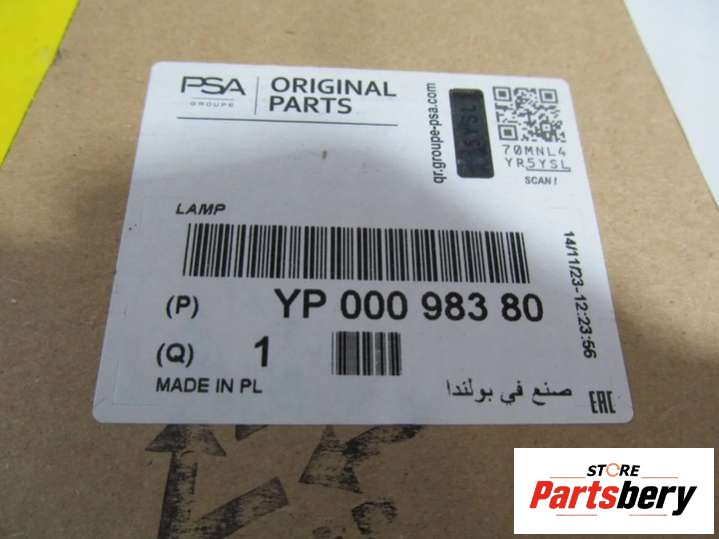 PSA
GROUPE
ORIGINAL
PARTS
qr.groupe-psa.com
R5YSL
70MNL4
YR5YSL
SCAN!
LAMP
(P) YP 000 983 80
(Q) 1
MADE IN PL
صنع في بولندا
EAC
14/11/23-12:23:56
STORE
Partsbery